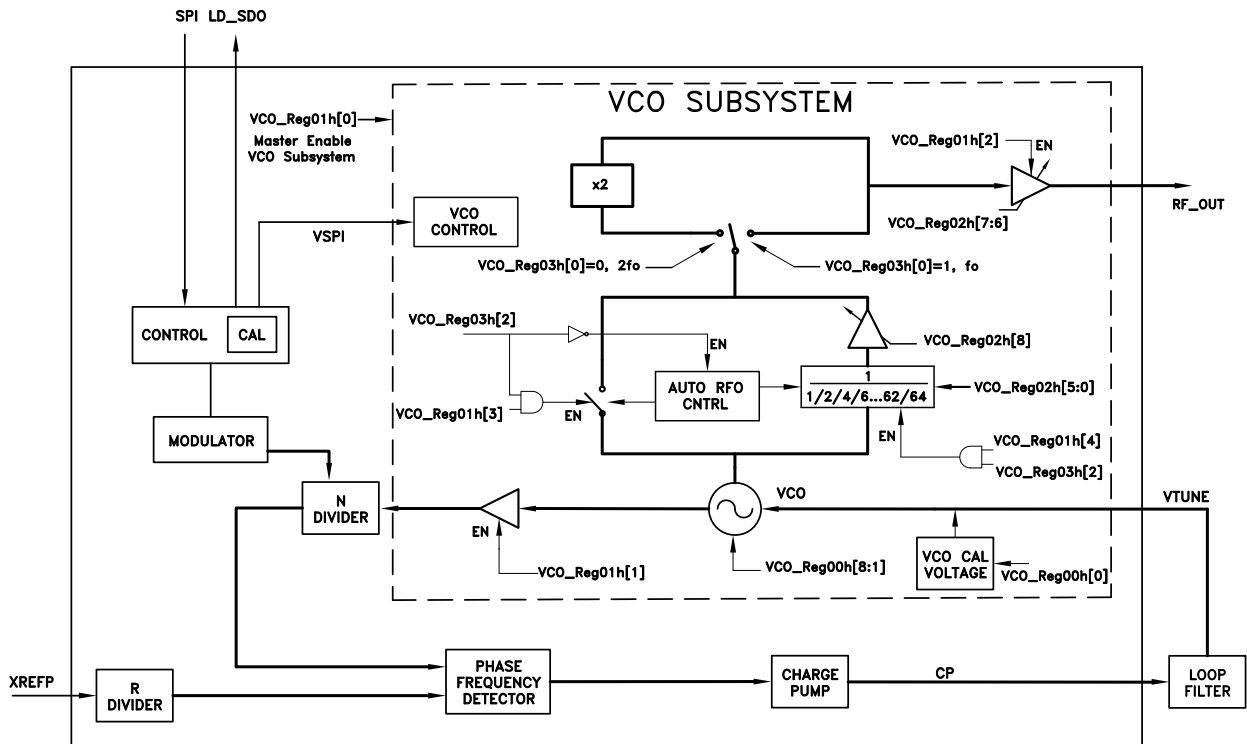 SPI LD_SDO
VCO SUBSYSTEM
VCO_Reg01h[0]
Master Enable
VCO Subsystem
VCO_Reg01h[2]
EN
x2
RF_OUT
VCO
CONTROL
VCO_Reg02h[7:6]
VSPI
VCO_Reg03h[0]=0, 2fo
VCO_Reg03h[0]=1, fo
CONTROL
CAL
VCO_Reg03h[2]
EN
VCO_Reg02h[8]
AUTO RFO
CNTRL
1
1/2/4/6...62/64
VCO_Reg02h[5:0]
VCO_Reg01h[3]
EN
EN
VCO_Reg01h[4]
VCO_Reg03h[2]
MODULATOR
N
DIVIDER
EN
VCO_Reg01h[1]
VCO
VCO_Reg00h[8:1]
VTUNE
VCO CAL
VOLTAGE
VCO_Reg00h[0]
XREFP
R
DIVIDER
PHASE
FREQUENCY
DETECTOR
CHARGE
PUMP
CP
LOOP
FILTER